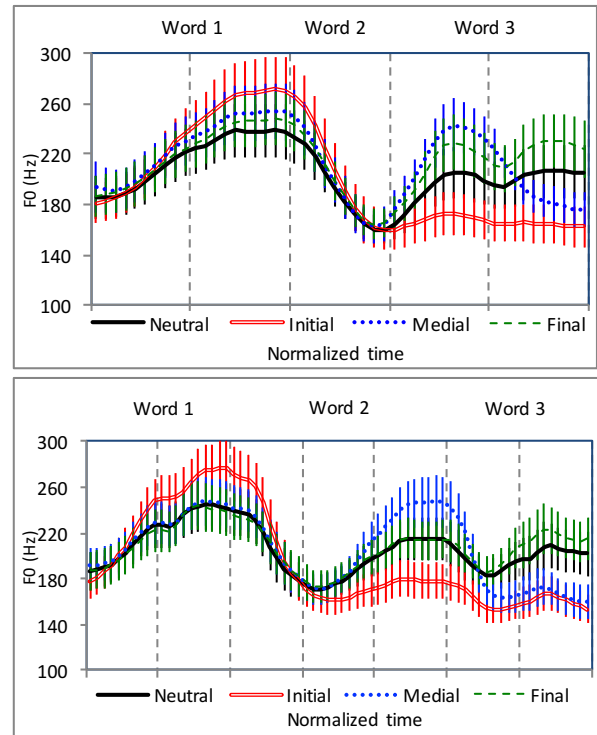 Word 1 Word 2 Word 3
300
260
220
180
140
100
F0 (Hz)
Neutral Initial Medial Final
Normalized time
Word 1 Word 2 Word 3
300
260
220
180
140
100
F0 (Hz)
Neutral Initial Medial Final
Normalized time